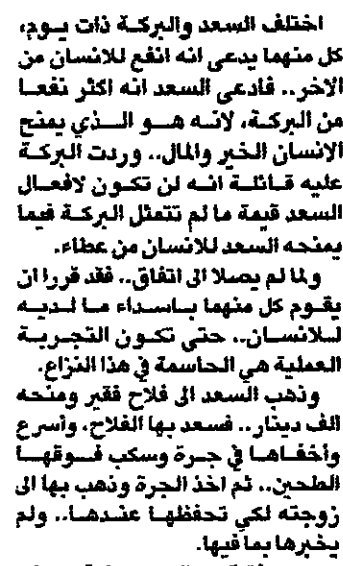 اختلف السعد والبركة ذات يوم،
كل منهما يدعى انه انفع للانسان من
الاخر.. فادعى السعد انه اكثر نفعا
من البركة، لانه هو الذي يمنح
الانسان الخير والمال.. وردت البركة
عليه قائلة انه لن تكون لافعال
السعد قيمة ما لم تتمثل البركة فيما
يمنحه السعد للانسان من عطاء.
ولما لم يصلا الى اتفاق.. فقد قررا ان
يقوم كل منهما باسداء ما لديه
للانسان.. حتى تكون التجربة
العملية هي الحاسمة في هذا النزاع.
وذهب السعد الى فلاح فقير ومنحه
الف دينار.. فسعد بها الفلاح، وأسرع
وأخفاها في جرة وسكب فوقها
الطحين.. ثم اخذ الجرة وذهب بها الى
زوجته لكي تحفظها عندها.. ولم
يخبرها بما فيها.